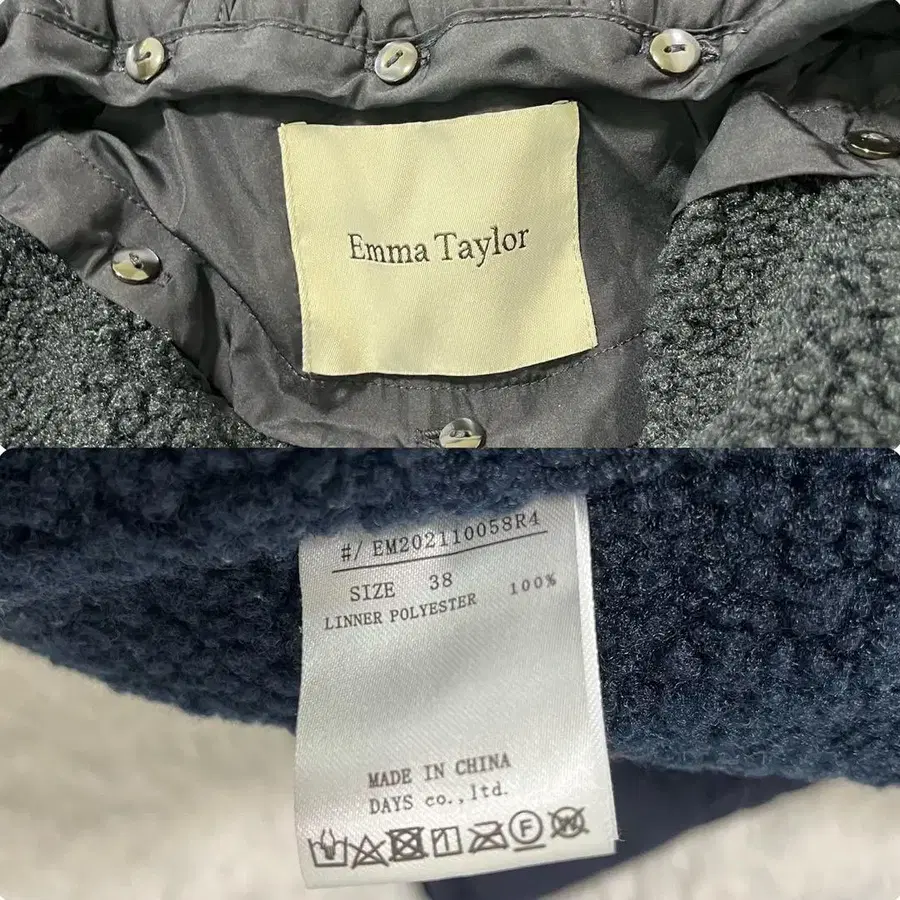 Emma Taylor
#/ EM202110058R4
SIZE 38
LINNER POLYESTER 100%
MADE IN CHINA
DAYS co.,ltd.
F
W